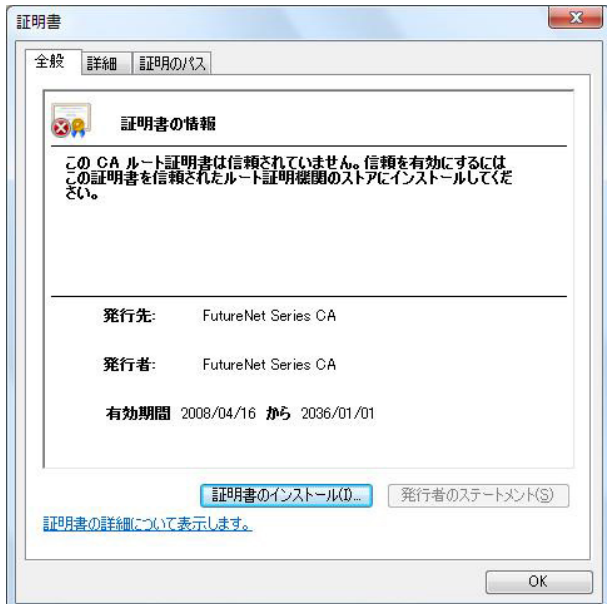 証明書
全般 詳細 証明のパス
証明書の情報
この CA ルート証明書は信頼されていません。信頼を有効にするには
この証明書を信頼されたルート証明機関のストアにインストールしてくだ
さい。
発行先: FutureNet Series CA
発行者: FutureNet Series CA
有効期間 2008/04/16 から 2036/01/01
証明書のインストール(I)... 発行者のステートメント(S)
証明書の詳細について表示します。
OK